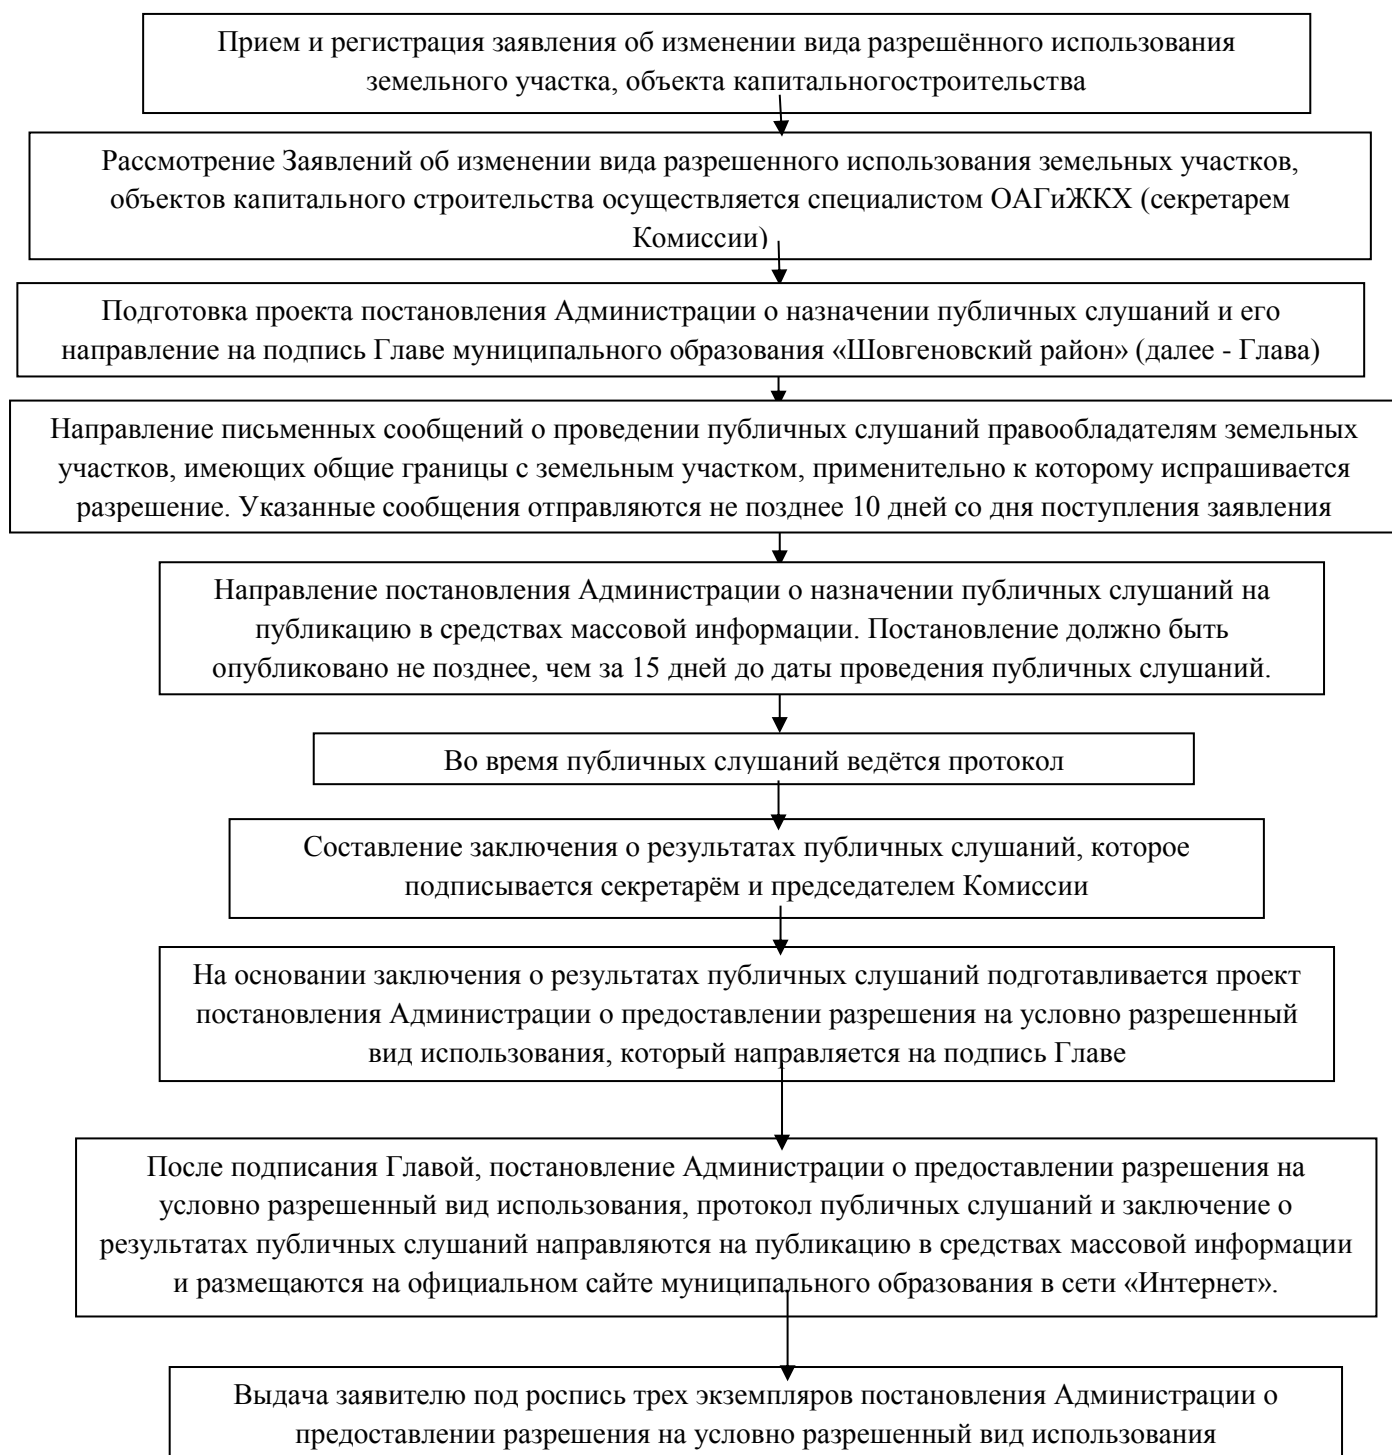 Прием и регистрация заявления об изменении вида разрешённого использования
земельного участка, объекта капитальногостроительства
Рассмотрение Заявлений об изменении вида разрешенного использования земельных участков,
объектов капитального строительства осуществляется специалистом ОАГиЖКХ (секретарем
Комиссии)
Подготовка проекта постановления Администрации о назначении публичных слушаний и его
направление на подпись Главе муниципального образования «Шовгеновский район» (далее - Глава)
Направление письменных сообщений о проведении публичных слушаний правообладателям земельных
участков, имеющих общие границы с земельным участком, применительно к которому испрашивается
разрешение. Указанные сообщения отправляются не позднее 10 дней со дня поступления заявления
Направление постановления Администрации о назначении публичных слушаний на
публикацию в средствах массовой информации. Постановление должно быть
опубликовано не позднее, чем за 15 дней до даты проведения публичных слушаний.
Во время публичных слушаний ведётся протокол
Составление заключения о результатах публичных слушаний, которое
подписывается секретарём и председателем Комиссии
На основании заключения о результатах публичных слушаний подготавливается проект
постановления Администрации о предоставлении разрешения на условно разрешенный
вид использования, который направляется на подпись Главе
После подписания Главой, постановление Администрации о предоставлении разрешения на
условно разрешенный вид использования, протокол публичных слушаний и заключение о
результатах публичных слушаний направляются на публикацию в средствах массовой информации
и размещаются на официальном сайте муниципального образования в сети «Интернет».
Выдача заявителю под роспись трех экземпляров постановления Администрации о
предоставлении разрешения на условно разрешенный вид использования